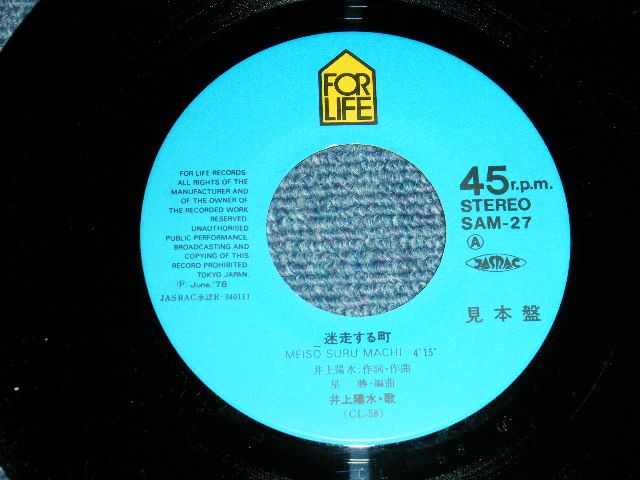 FOR
LIFE
FOR LIFE RECORDS
ALL RIGHTS OF THE
MANUFACTURER AND
OF THE OWNER OF
THE RECORDED WORK
RESERVED.
UNAUTHORISED
PUBLIC PERFORMANCE,
BROADCASTING AND
COPYING OF THIS
RECORD PROHIBITED.
TOKYO JAPAN.
Ⓟ June.'78
JASRAC承認R-340111
45r.p.m.
STEREO
SAM-27
Ⓐ JASRAC
見本盤
迷走する町
MEISO SURU MACHI 4'15"
井上陽水:作詞・作曲
星 勝・編曲
井上陽水・歌
(CL-58)